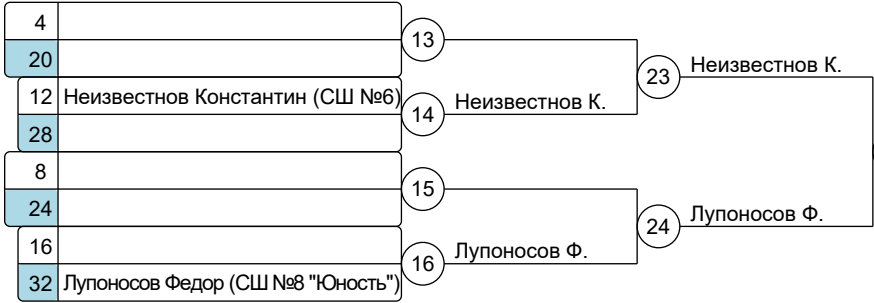 4
13
20
23 Неизвестнов К.
12 Неизвестнов Константин (СШ №6)
14 Неизвестнов К.
28
8
15
24
24 Лупоносов Ф.
16
16 Лупоносов Ф.
32 Лупоносов Федор (СШ №8 "Юность")